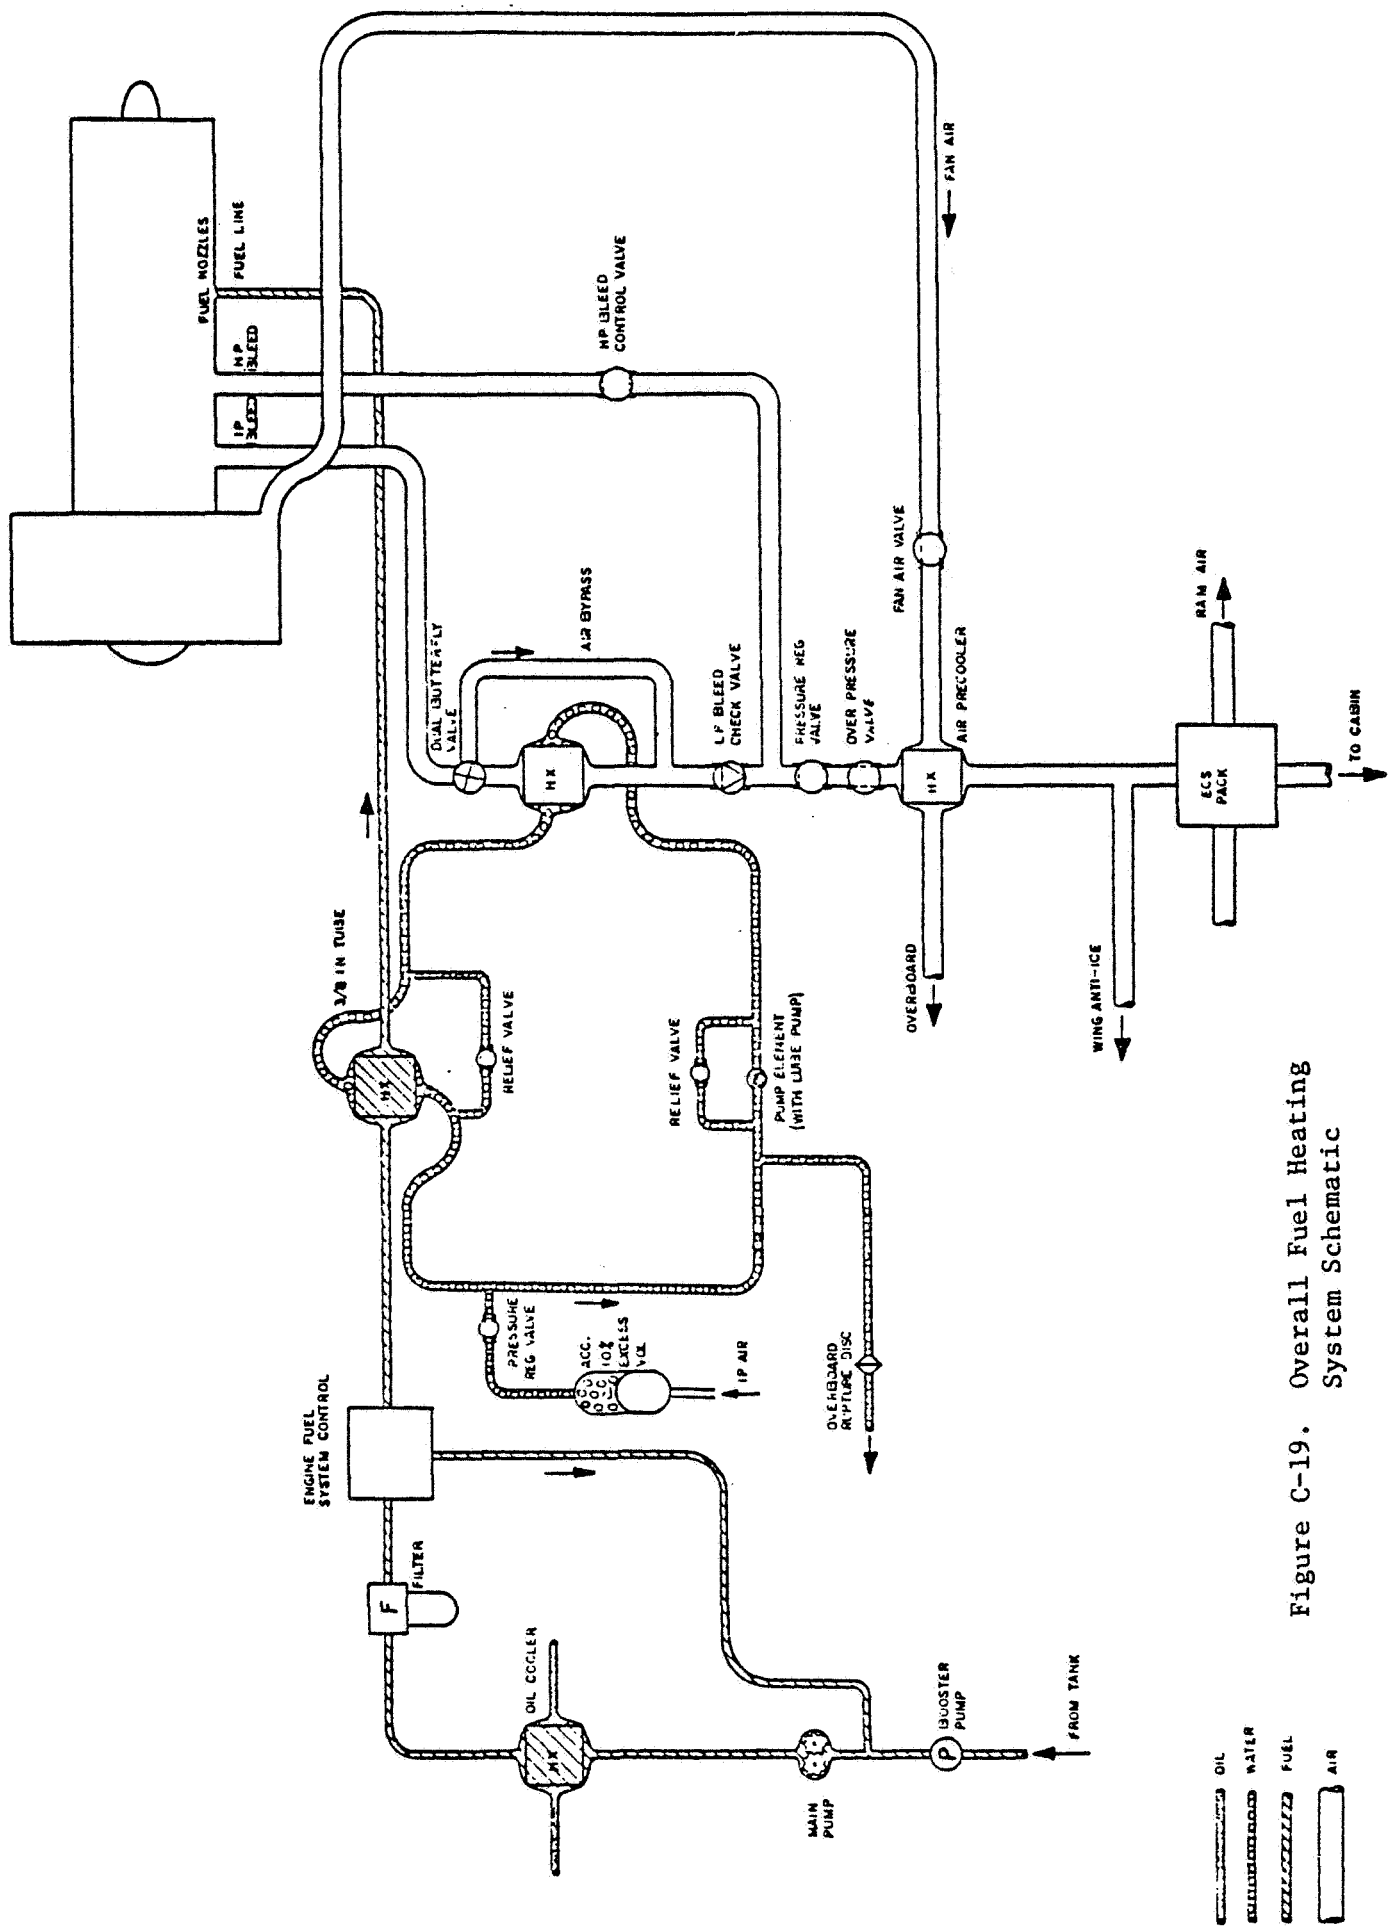 FUEL NOZZLES
FUEL LINE
HP
BLEED
IP
BLEED
HP BLEED
CONTROL VALVE
FAN AIR
FAN AIR VALVE
DUAL BUTTERFLY
VALVE
AIR BYPASS
HX
LP BLEED
CHECK VALVE
PRESSURE REG
VALVE
OVER PRESSURE
VALVE
AIR PRECOOLER
HX
RAM AIR
ECS
PACK
TO CABIN
OVERBOARD
WING ANTI-ICE
3/8 IN TUBE
HX
RELIEF VALVE
RELIEF VALVE
PUMP ELEMENT
(WITH LUBE PUMP)
PRESSURE
REG VALVE
ACC.
10%
EXCESS
VOL
IP AIR
OVERBOARD
RUPTURE DISC
ENGINE FUEL
SYSTEM CONTROL
F
FILTER
OIL COOLER
HX
MAIN
PUMP
P
BOOSTER
PUMP
FROM TANK
OIL
WATER
FUEL
AIR
Figure C-19. Overall Fuel Heating
System Schematic